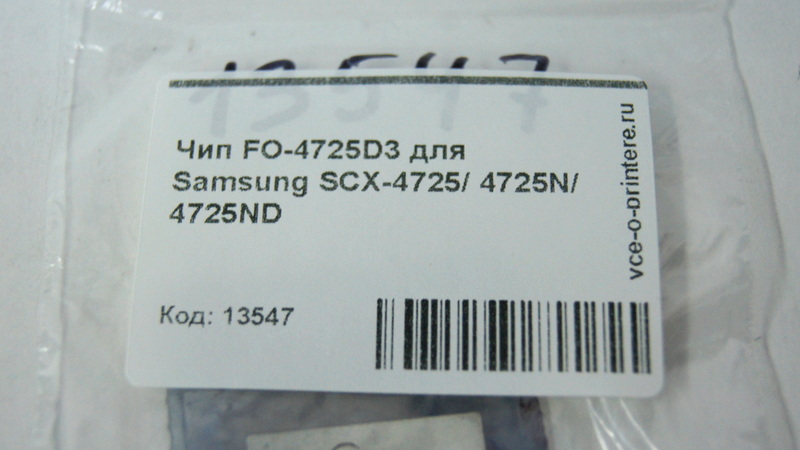 13547
Чип FO-4725D3 для
Samsung SCX-4725/ 4725N/
4725ND
Код: 13547
vce-o-printere.ru